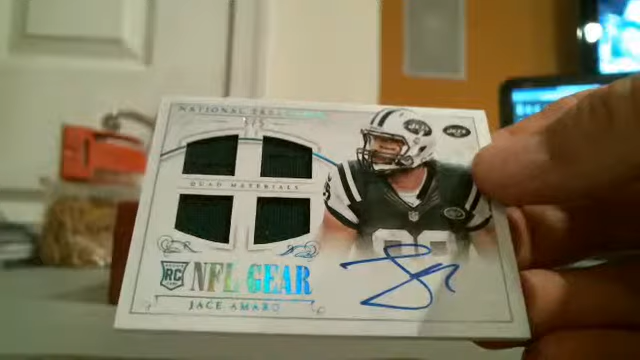 NATIONAL TREASURES
QUAD MATERIALS
RC
NFL GEAR
JACE AMARO